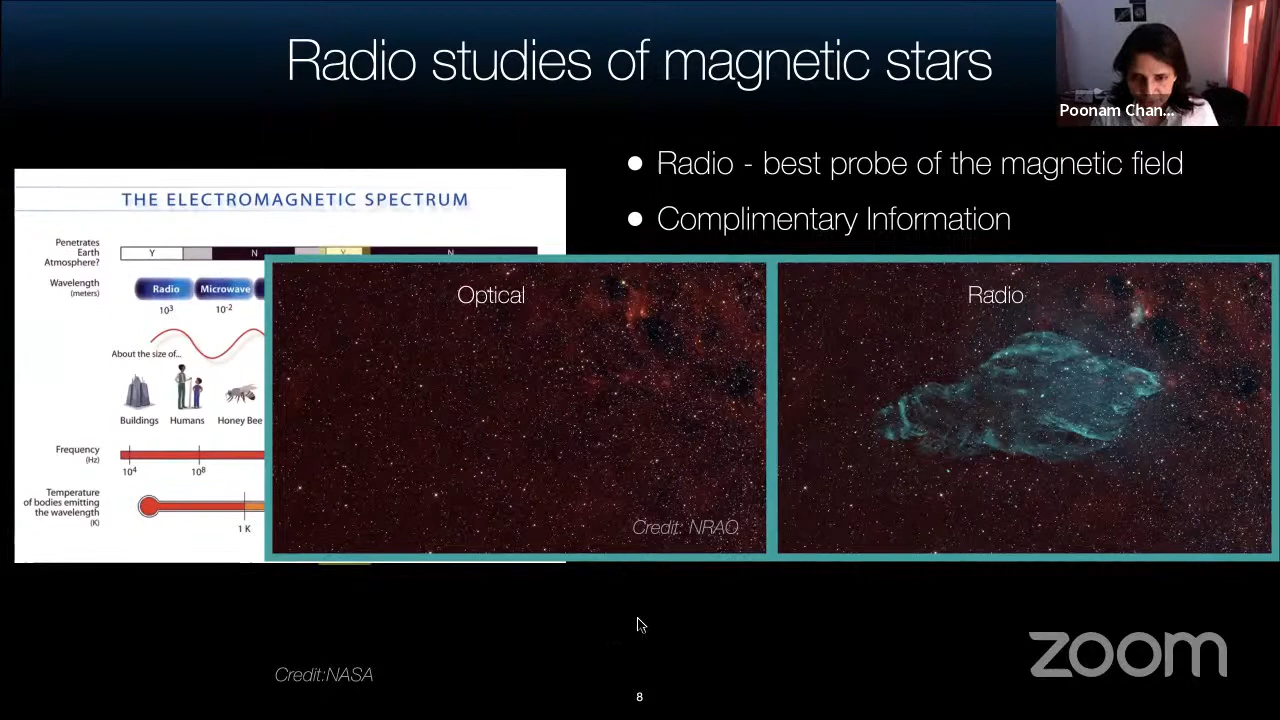 Radio studies of magnetic stars
Poonam Chan...
● Radio - best probe of the magnetic field
● Complimentary Information
THE ELECTROMAGNETIC SPECTRUM
Penetrates
Earth
Atmosphere?
Y N Y N
Wavelength
(meters)
Radio Microwave
10³ 10⁻²
About the size of...
Buildings Humans Honey Bee
Frequency
(Hz)
10⁴ 10⁸
Temperature
of bodies emitting
the wavelength
(K)
1 K
Optical
Credit: NRAO
Radio
Credit:NASA
8
zoom